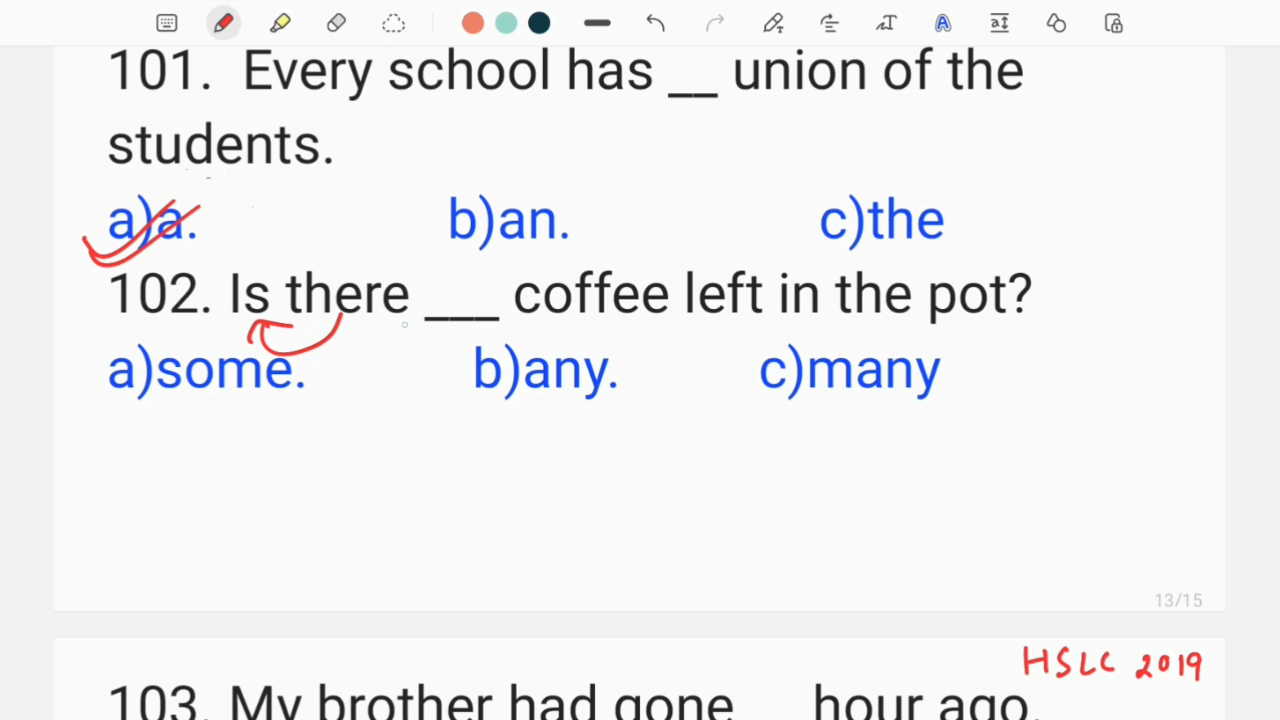 101. Every school has __ union of the
students.
a)a. b)an. c)the
102. Is there ___ coffee left in the pot?
a)some. b)any. c)many
13/15
HSLC 2019
103. My brother had gone __ hour ago.